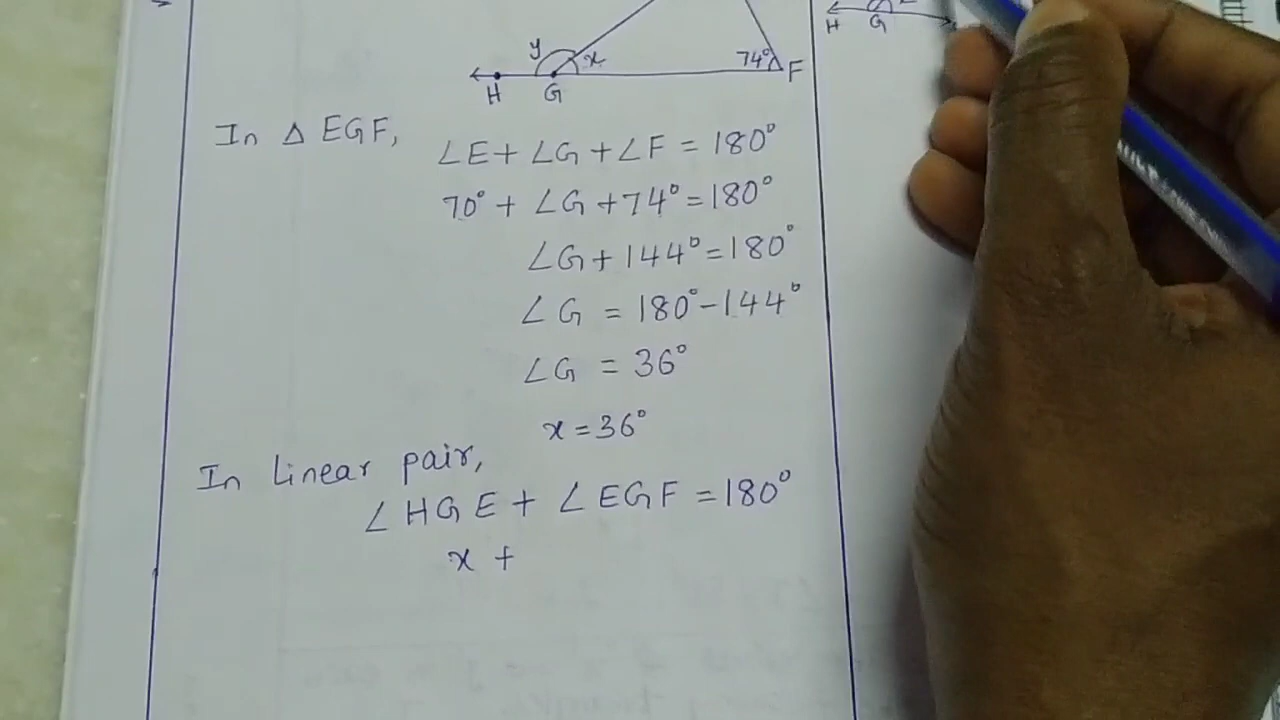 y x 74° F
H G
H G
In △ EGF,
∠E + ∠G + ∠F = 180°
70° + ∠G + 74° = 180°
∠G + 144° = 180°
∠G = 180° - 144°
∠G = 36°
x = 36°
In Linear pair,
∠HGE + ∠EGF = 180°
x +